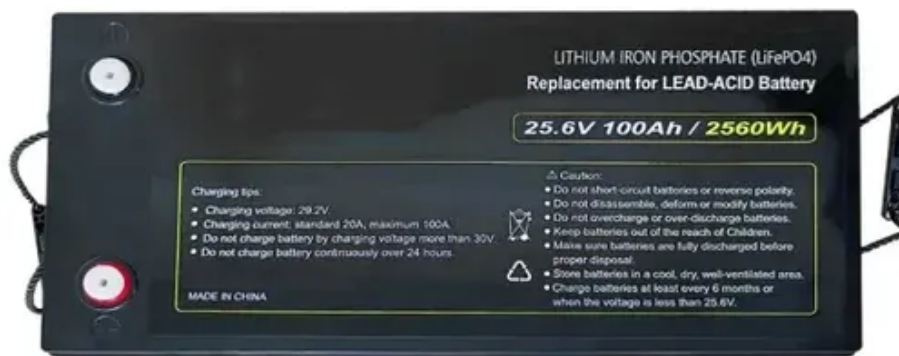 LITHIUM IRON PHOSPHATE (LiFePO4)
Replacement for LEAD-ACID Battery
25.6V 100Ah / 2560Wh
Charging tips:
• Charging voltage: 29.2V.
• Charging current: standard 20A, maximum 100A.
• Do not charge battery by charging voltage more than 30V.
• Do not charge battery continuously over 24 hours.
MADE IN CHINA
⚠ Caution:
• Do not short-circuit batteries or reverse polarity.
• Do not disassemble, deform or modify batteries.
• Do not overcharge or over-discharge batteries.
• Keep batteries out of the reach of Children.
• Make sure batteries are fully discharged before
proper disposal.
• Store batteries in a cool, dry, well-ventilated area.
• Charge batteries at least every 6 months or
when the voltage is less than 25.6V.